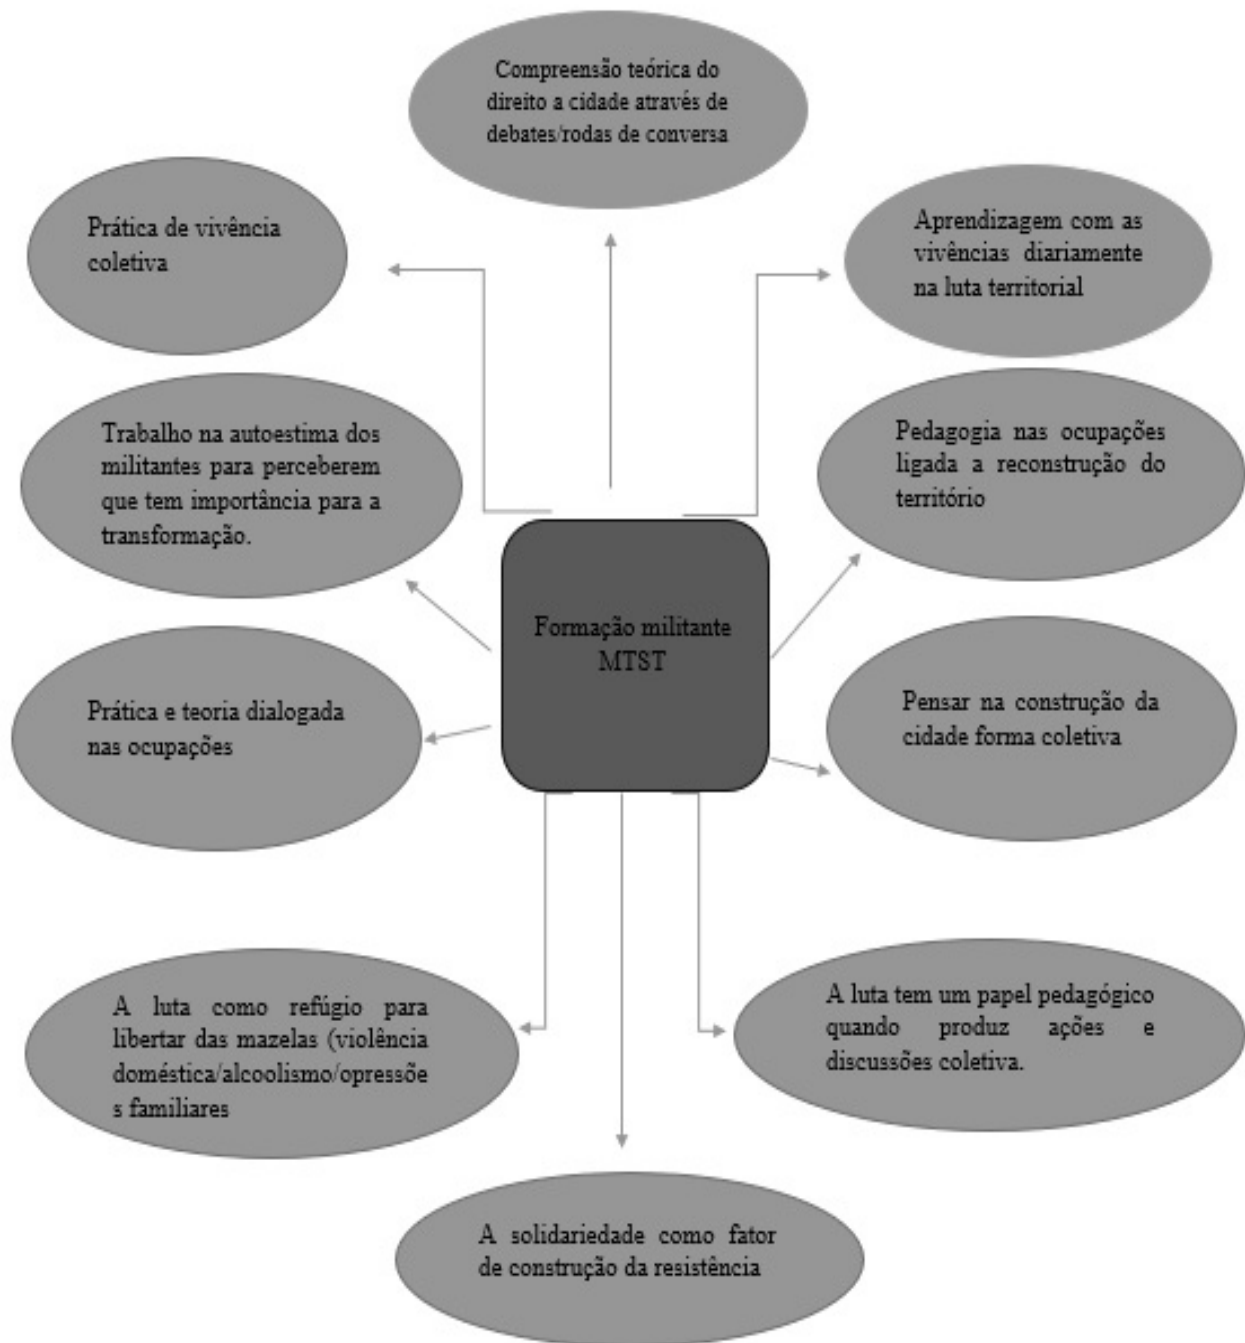 Compreensão teórica do
direito a cidade através de
debates/rodas de conversa
Prática de vivência
coletiva
Aprendizagem com as
vivências diariamente
na luta territorial
Trabalho na autoestima dos
militantes para perceberem
que tem importância para a
transformação.
Pedagogia nas ocupações
ligada a reconstrução do
território
Formação militante
MTST
Prática e teoria dialogada
nas ocupações
Pensar na construção da
cidade forma coletiva
A luta como refúgio para
libertar das mazelas (violência
doméstica/alcoolismo/opressõe
s familiares
A luta tem um papel pedagógico
quando produz ações e
discussões coletiva.
A solidariedade como fator
de construção da resistência